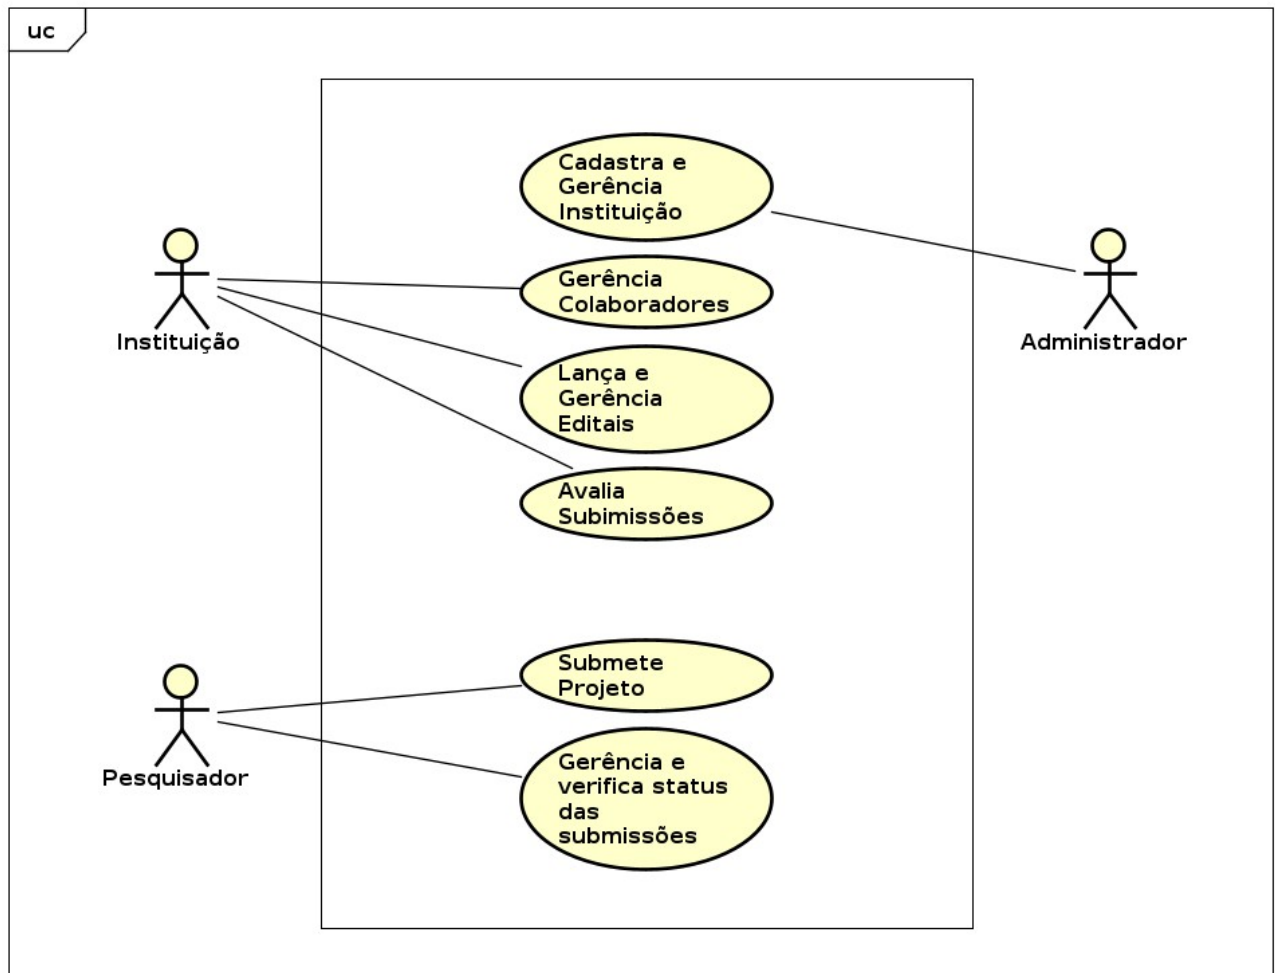 uc
Cadastra e
Gerência
Instituição
Gerência
Colaboradores
Instituição
Administrador
Lança e
Gerência
Editais
Avalia
Subimissões
Submete
Projeto
Pesquisador
Gerência e
verifica status
das
submissões